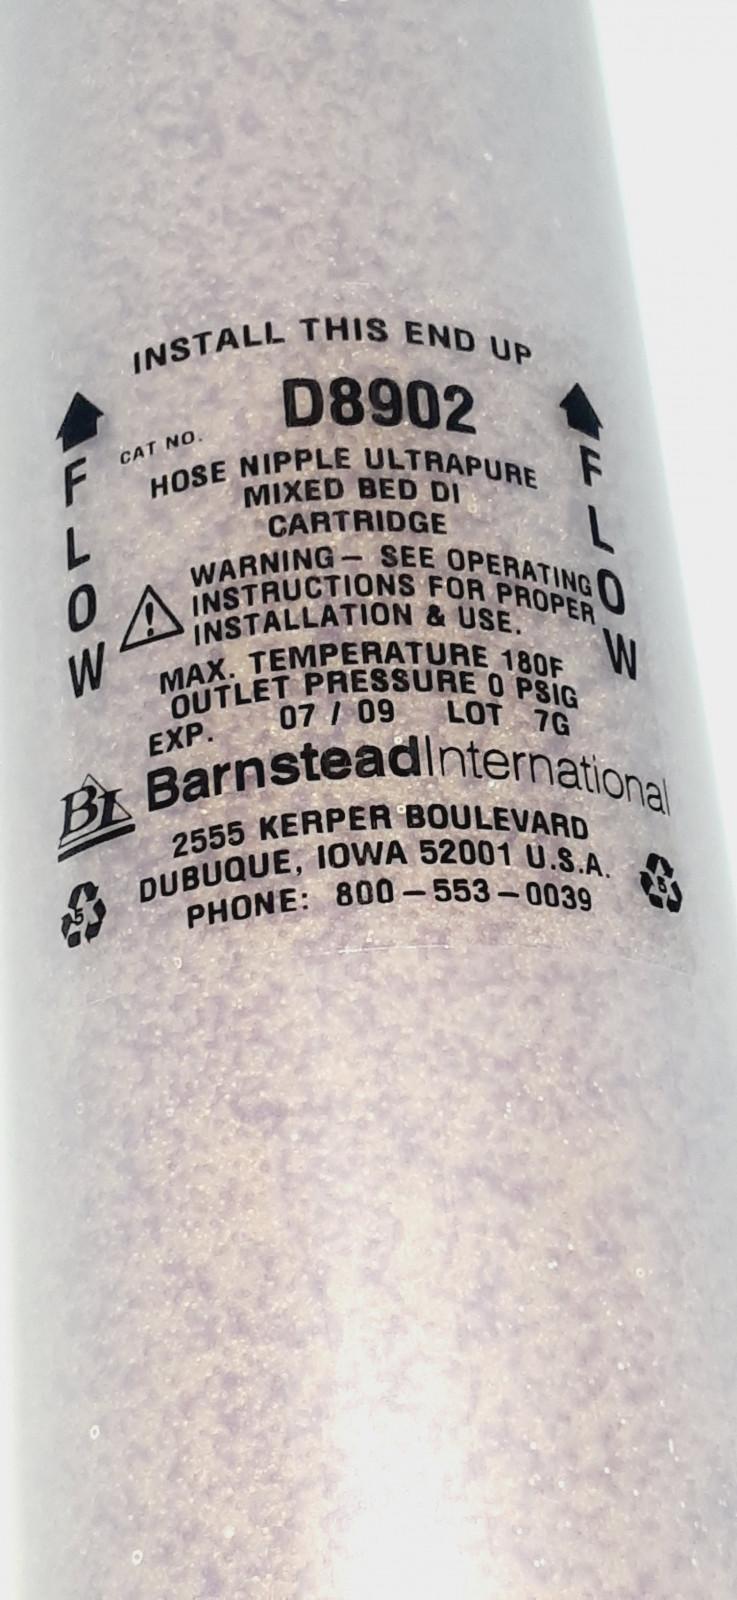 INSTALL THIS END UP
CAT NO. D8902
HOSE NIPPLE ULTRAPURE
MIXED BED DI
CARTRIDGE
WARNING – SEE OPERATING
INSTRUCTIONS FOR PROPER
INSTALLATION & USE.
MAX. TEMPERATURE 180F
OUTLET PRESSURE 0 PSIG
EXP. 07 / 09 LOT 7G
BI BarnsteadInternational
2555 KERPER BOULEVARD
DUBUQUE, IOWA 52001 U.S.A.
PHONE: 800–553–0039
FLOW
FLOW
5
5